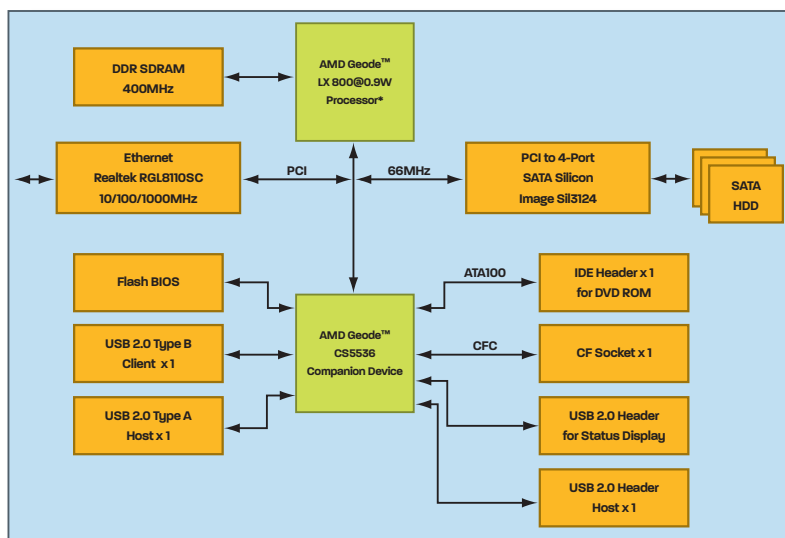 DDR SDRAM
400MHz
AMD Geode™
LX 800@0.9W
Processor*
Ethernet
Realtek RGL8110SC
10/100/1000MHz
PCI
66MHz
PCI to 4-Port
SATA Silicon
Image Sil3124
SATA
HDD
Flash BIOS
ATA100
IDE Header x 1
for DVD ROM
USB 2.0 Type B
Client x 1
AMD Geode™
CS5536
Companion Device
CFC
CF Socket x 1
USB 2.0 Type A
Host x 1
USB 2.0 Header
for Status Display
USB 2.0 Header
Host x 1